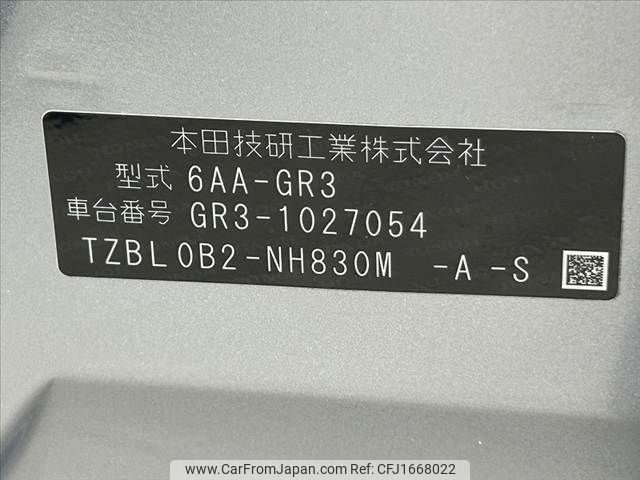 本田技研工業株式会社
型式 6AA-GR3
車台番号 GR3-1027054
TZBL0B2-NH830M -A -S
www.CarFromJapan.com CFJ1668022